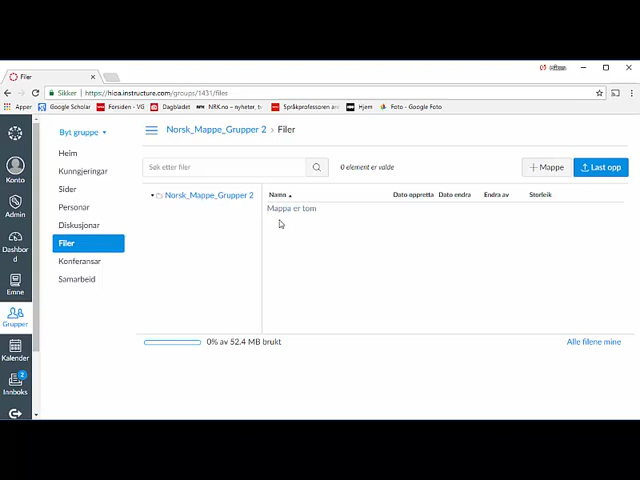 Filer
Sikker
https://hioa.instructure.com/groups/1431/files
Apper
Google Scholar
Forsiden - VG
Dagbladet
NRK.no – nyheter, tv
Språkprofessoren an
Hjem
Foto - Google Foto
Konto
Admin
Dashbord
Emne
Grupper
Kalender
2
Innboks
Byt gruppe
Heim
Kunngjeringar
Sider
Personar
Diskusjonar
Filer
Konferansar
Samarbeid
Norsk_Mappe_Grupper 2 > Filer
Søk etter filer
0 element er valde
+ Mappe
Last opp
Norsk_Mappe_Grupper 2
Namn
Dato oppretta
Dato endra
Endra av
Storleik
Mappa er tom
0% av 52.4 MB brukt
Alle filene mine